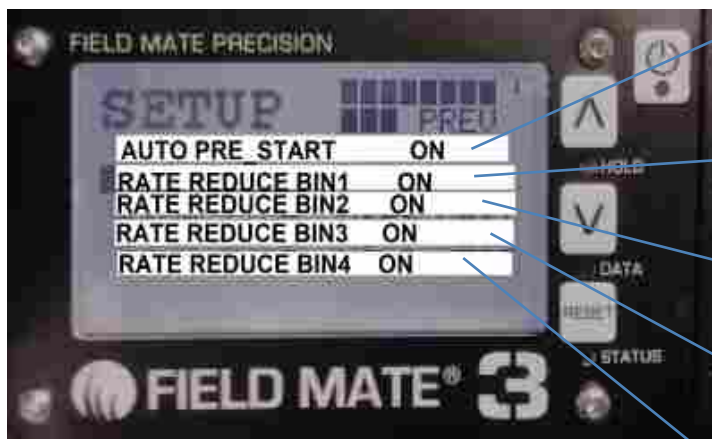 FIELD MATE PRECISION
SETUP
PREV
AUTO PRE_START ON
RATE REDUCE BIN1 ON
RATE REDUCE BIN2 ON
RATE REDUCE BIN3 ON
RATE REDUCE BIN4 ON
HOLD
DATA
RESET
STATUS
FIELD MATE® 3